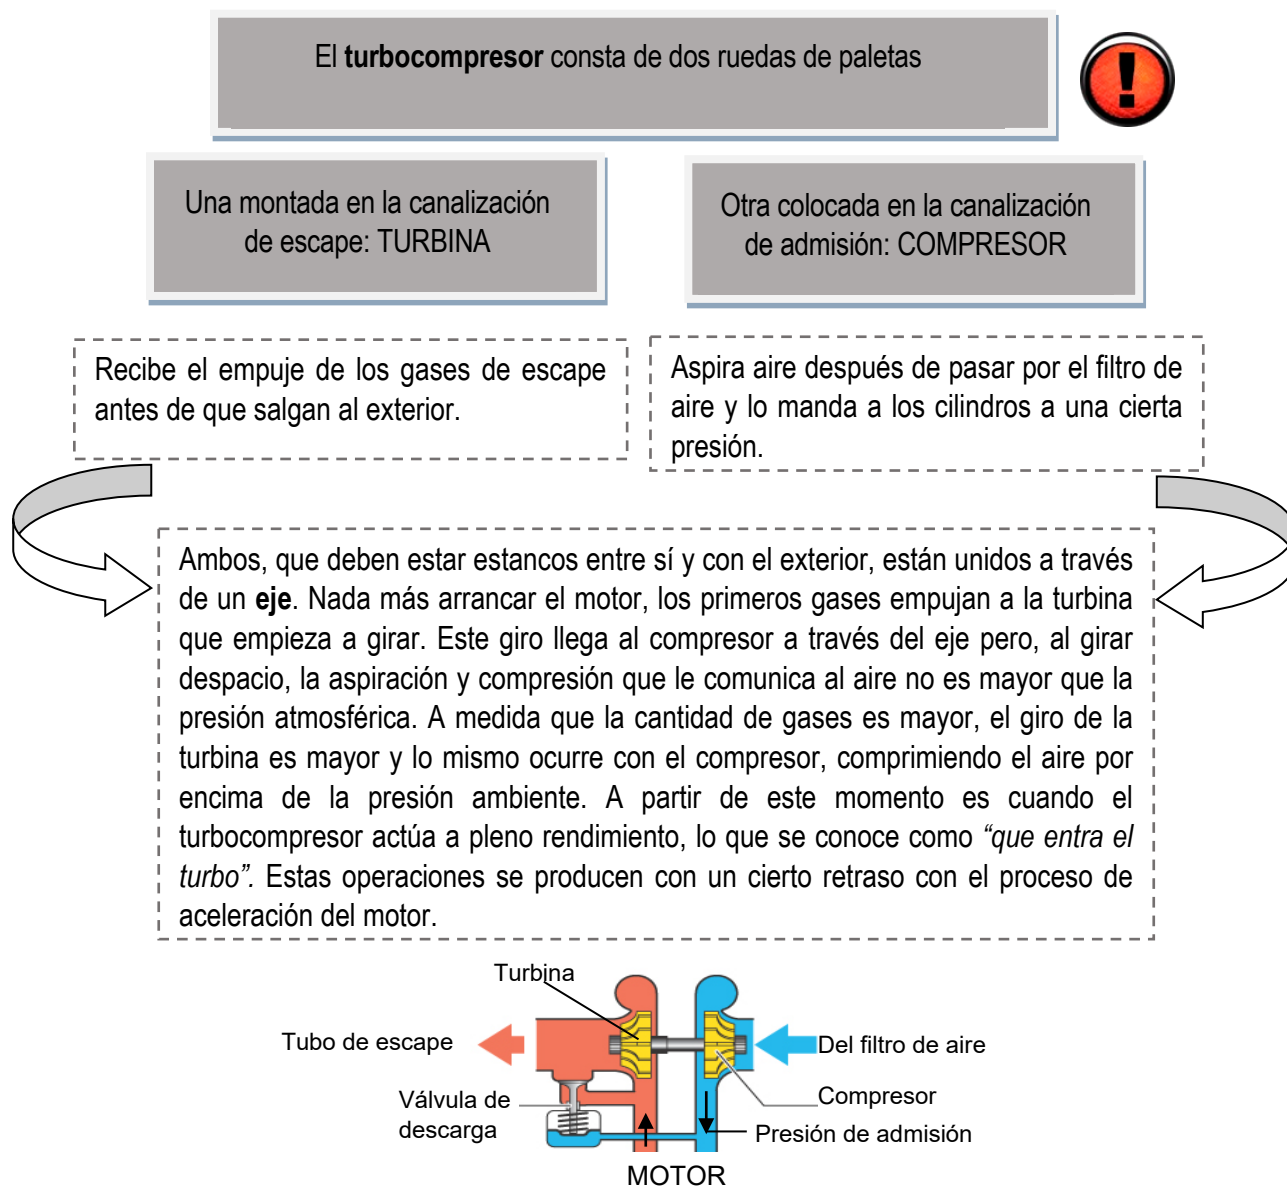 El turbocompresor consta de dos ruedas de paletas
!
Una montada en la canalización
de escape: TURBINA
Otra colocada en la canalización
de admisión: COMPRESOR
Recibe el empuje de los gases de escape
antes de que salgan al exterior.
Aspira aire después de pasar por el filtro de
aire y lo manda a los cilindros a una cierta
presión.
Ambos, que deben estar estancos entre sí y con el exterior, están unidos a través
de un eje. Nada más arrancar el motor, los primeros gases empujan a la turbina
que empieza a girar. Este giro llega al compresor a través del eje pero, al girar
despacio, la aspiración y compresión que le comunica al aire no es mayor que la
presión atmosférica. A medida que la cantidad de gases es mayor, el giro de la
turbina es mayor y lo mismo ocurre con el compresor, comprimiendo el aire por
encima de la presión ambiente. A partir de este momento es cuando el
turbocompresor actúa a pleno rendimiento, lo que se conoce como “que entra el
turbo”. Estas operaciones se producen con un cierto retraso con el proceso de
aceleración del motor.
Turbina
Tubo de escape
Del filtro de aire
Válvula de
descarga
Compresor
Presión de admisión
MOTOR